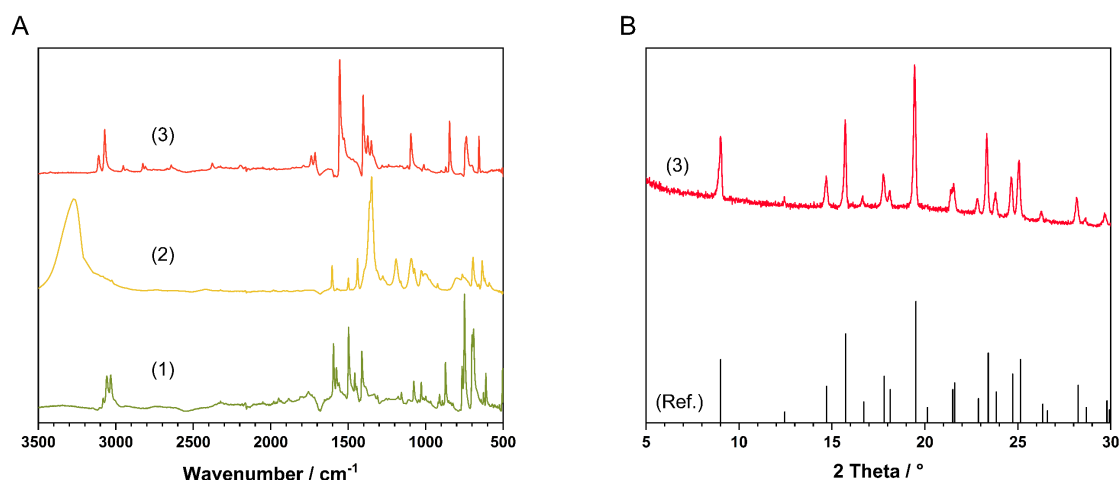 A
B
(3)
(2)
(1)
3500 3000 2500 2000 1500 1000 500
Wavenumber / cm⁻¹
(3)
(Ref.)
5 10 15 20 25 30
2 Theta / °